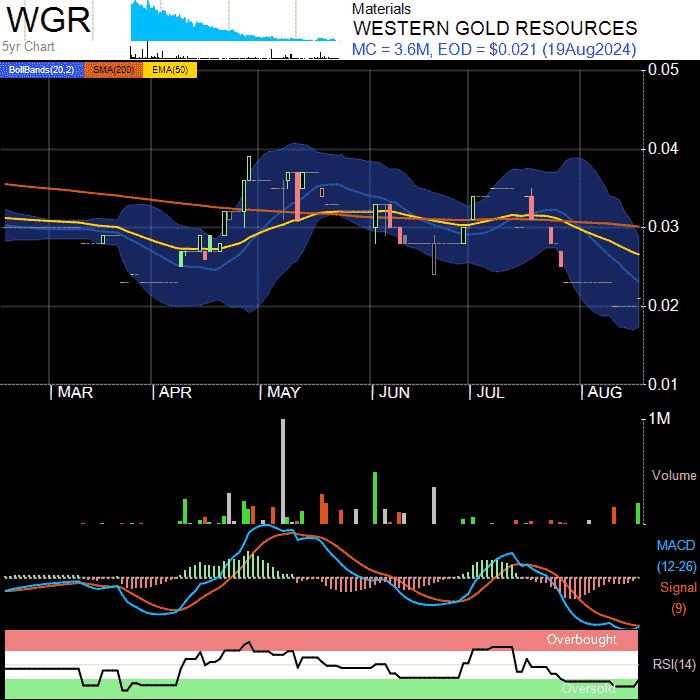 WGR
5yr Chart
Materials
WESTERN GOLD RESOURCES
MC = 3.6M, EOD = $0.021 (19Aug2024)
BollBands(20,2) SMA(200) EMA(50)
0.05
0.04
0.03
0.02
0.01
MAR APR MAY JUN JUL AUG
1M
Volume
MACD
(12-26)
Signal
(9)
Overbought
RSI(14)
Oversold